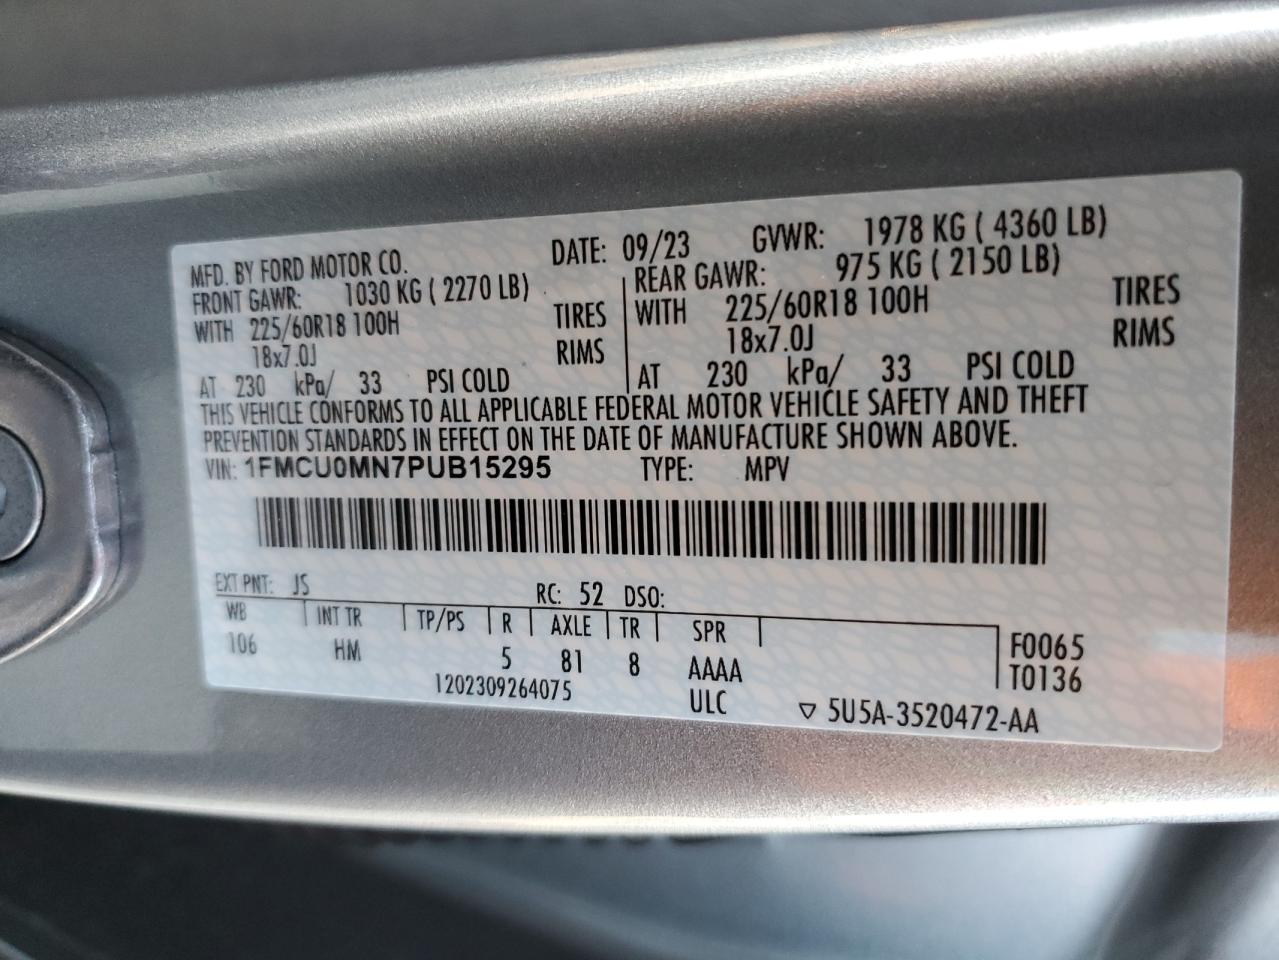 MFD. BY FORD MOTOR CO. DATE: 09/23 GVWR: 1978 KG ( 4360 LB)
FRONT GAWR: 1030 KG ( 2270 LB) REAR GAWR: 975 KG ( 2150 LB)
WITH 225/60R18 100H TIRES WITH 225/60R18 100H TIRES
18x7.0J RIMS 18x7.0J RIMS
AT 230 kPa/ 33 PSI COLD AT 230 kPa/ 33 PSI COLD
THIS VEHICLE CONFORMS TO ALL APPLICABLE FEDERAL MOTOR VEHICLE SAFETY AND THEFT
PREVENTION STANDARDS IN EFFECT ON THE DATE OF MANUFACTURE SHOWN ABOVE.
VIN: 1FMCU0MN7PUB15295 TYPE: MPV
EXT PNT: JS RC: 52 DSO:
WB INT TR TP/PS R AXLE TR SPR F0065
106 HM 5 81 8 AAAA T0136
1202309264075 ULC ▽ 5U5A-3520472-AA